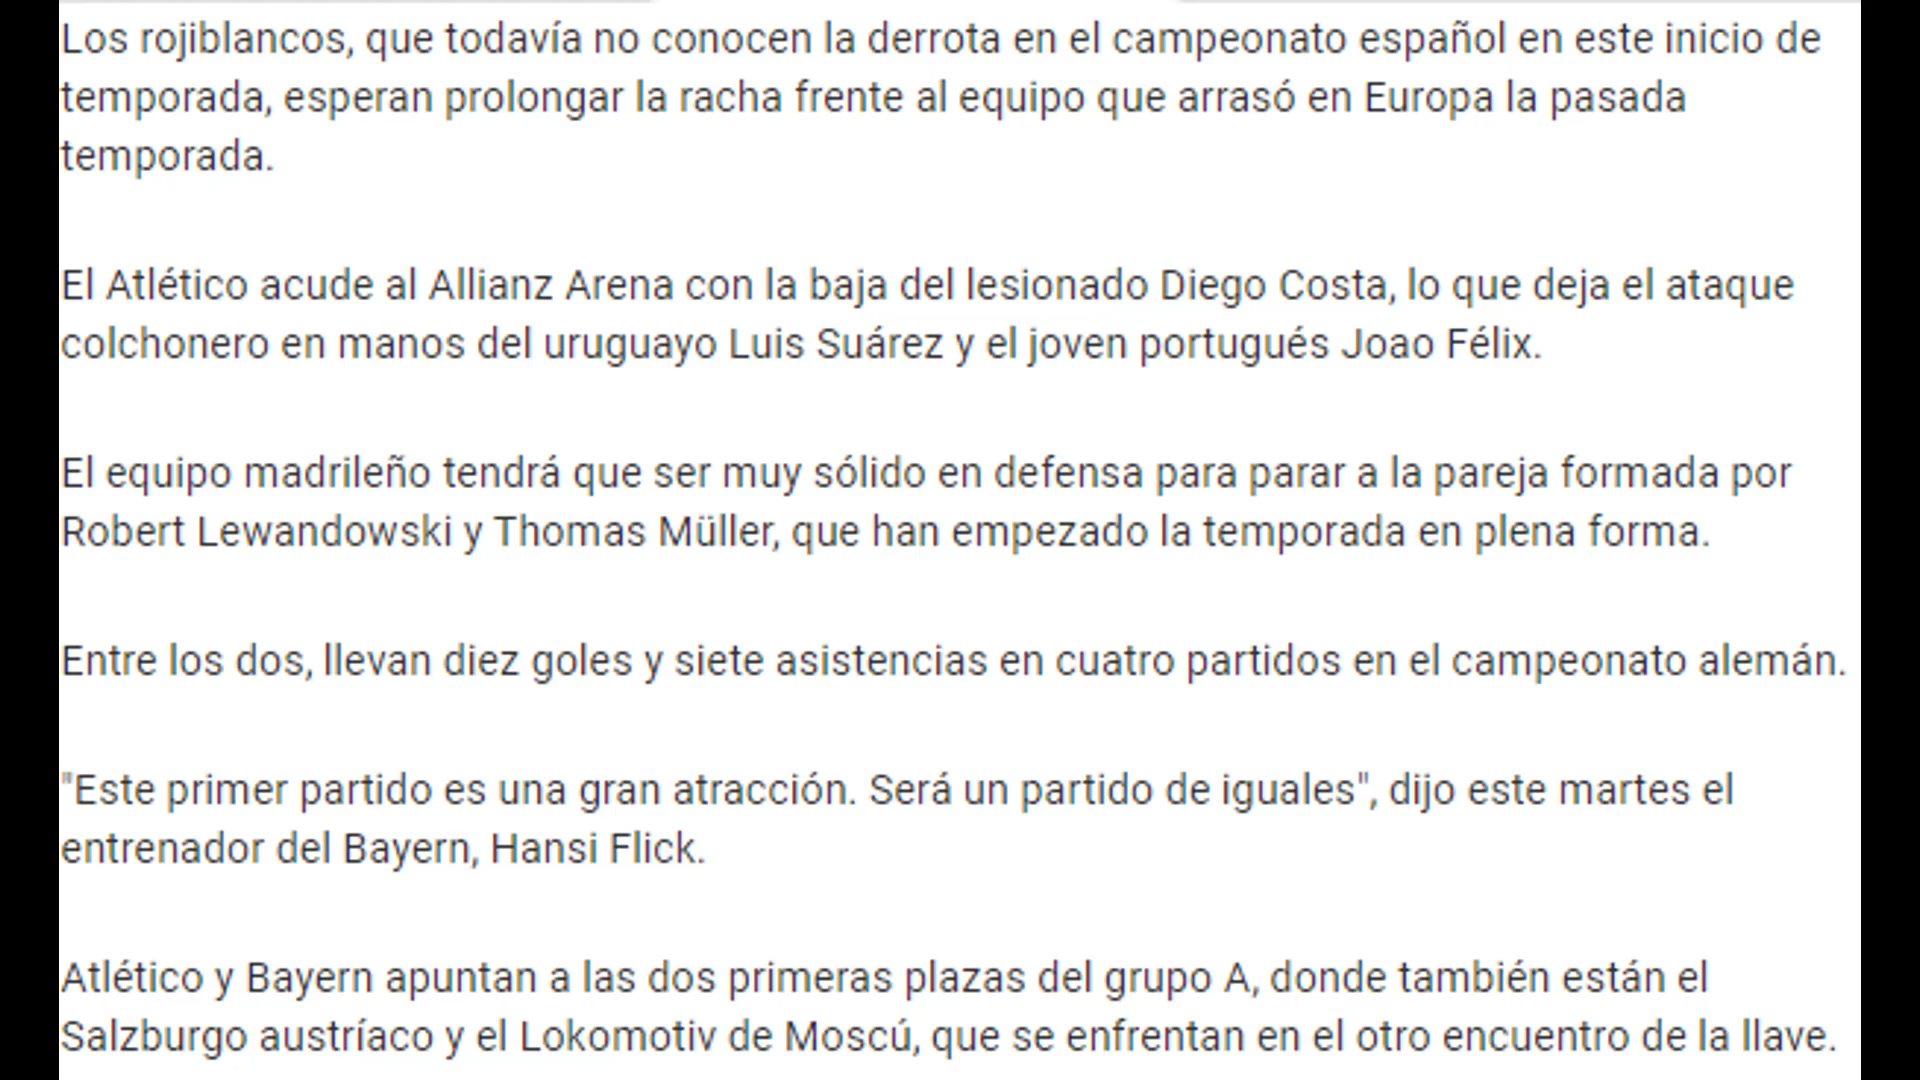 Los rojiblancos, que todavía no conocen la derrota en el campeonato español en este inicio de
temporada, esperan prolongar la racha frente al equipo que arrasó en Europa la pasada
temporada.
El Atlético acude al Allianz Arena con la baja del lesionado Diego Costa, lo que deja el ataque
colchonero en manos del uruguayo Luis Suárez y el joven portugués Joao Félix.
El equipo madrileño tendrá que ser muy sólido en defensa para parar a la pareja formada por
Robert Lewandowski y Thomas Müller, que han empezado la temporada en plena forma.
Entre los dos, llevan diez goles y siete asistencias en cuatro partidos en el campeonato alemán.
"Este primer partido es una gran atracción. Será un partido de iguales", dijo este martes el
entrenador del Bayern, Hansi Flick.
Atlético y Bayern apuntan a las dos primeras plazas del grupo A, donde también están el
Salzburgo austríaco y el Lokomotiv de Moscú, que se enfrentan en el otro encuentro de la llave.